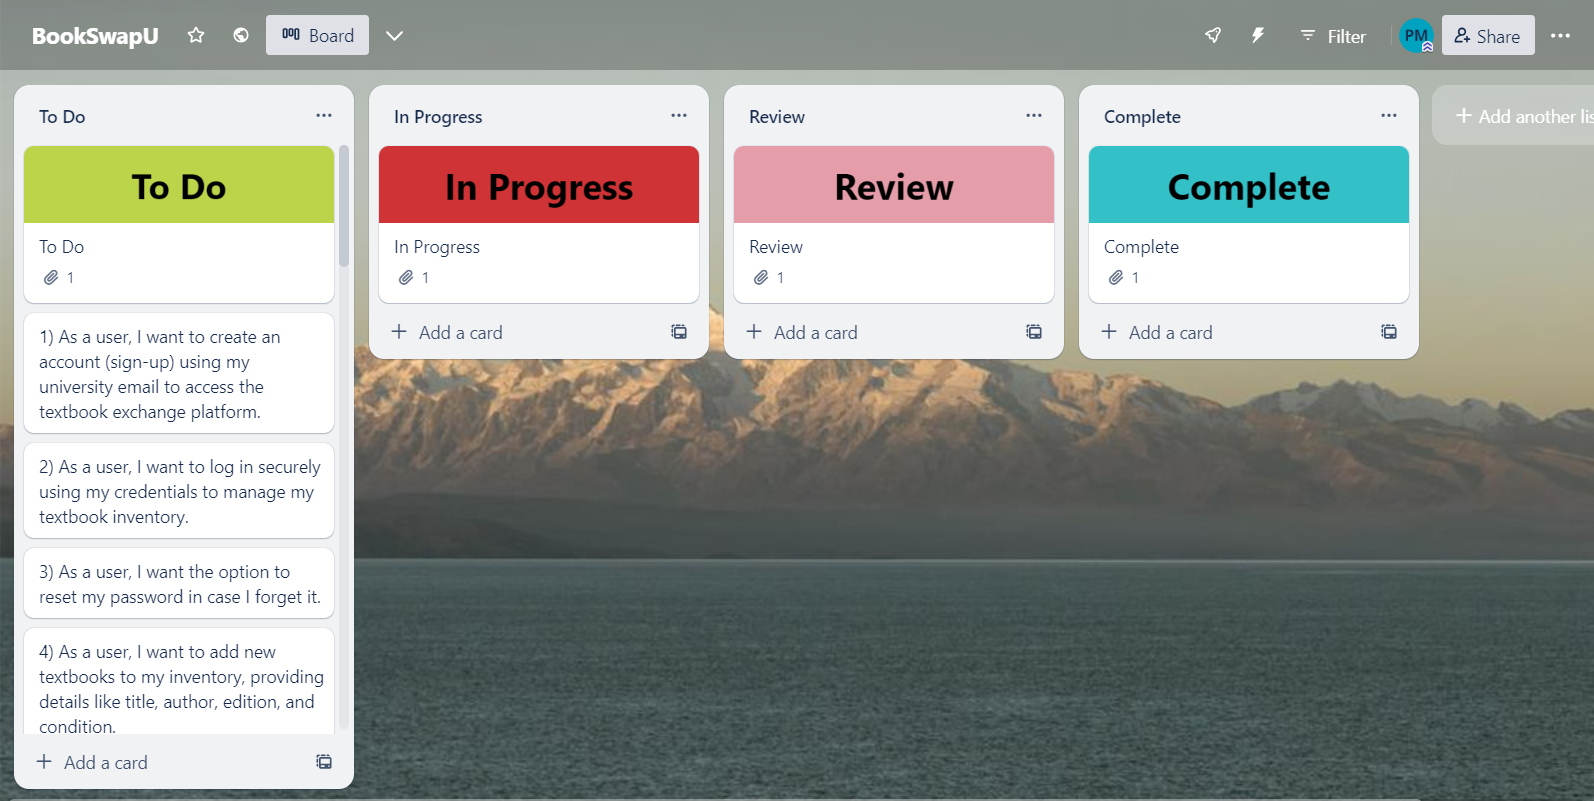 BookSwapU
Board
Filter
PM
Share
To Do
To Do
To Do
1
1) As a user, I want to create an
account (sign-up) using my
university email to access the
textbook exchange platform.
2) As a user, I want to log in securely
using my credentials to manage my
textbook inventory.
3) As a user, I want the option to
reset my password in case I forget it.
4) As a user, I want to add new
textbooks to my inventory, providing
details like title, author, edition, and
condition.
+ Add a card
In Progress
In Progress
In Progress
1
+ Add a card
Review
Review
Review
1
+ Add a card
Complete
Complete
Complete
1
+ Add a card
+ Add another lis